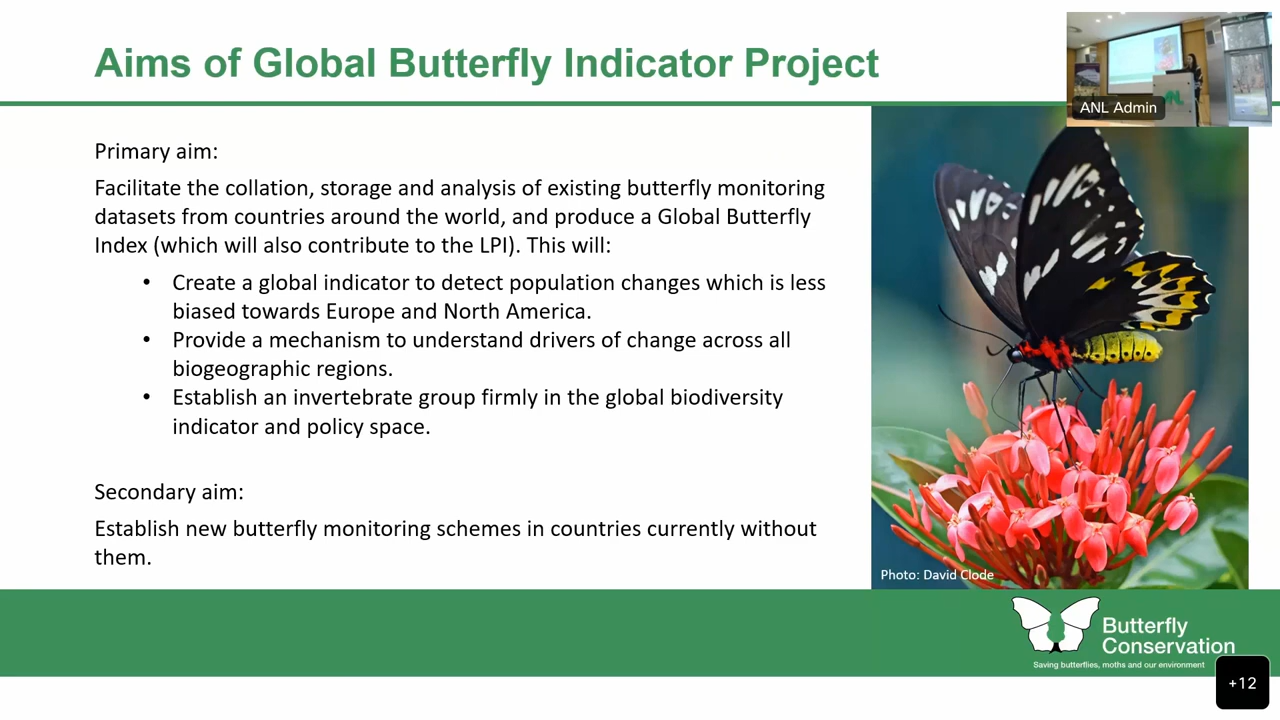 Aims of Global Butterfly Indicator Project
ANL Admin
Primary aim:
Facilitate the collation, storage and analysis of existing butterfly monitoring
datasets from countries around the world, and produce a Global Butterfly
Index (which will also contribute to the LPI). This will:
• Create a global indicator to detect population changes which is less
biased towards Europe and North America.
• Provide a mechanism to understand drivers of change across all
biogeographic regions.
• Establish an invertebrate group firmly in the global biodiversity
indicator and policy space.
Secondary aim:
Establish new butterfly monitoring schemes in countries currently without
them.
Photo: David Clode
Butterfly
Conservation
Saving butterflies, moths and our environment
+12